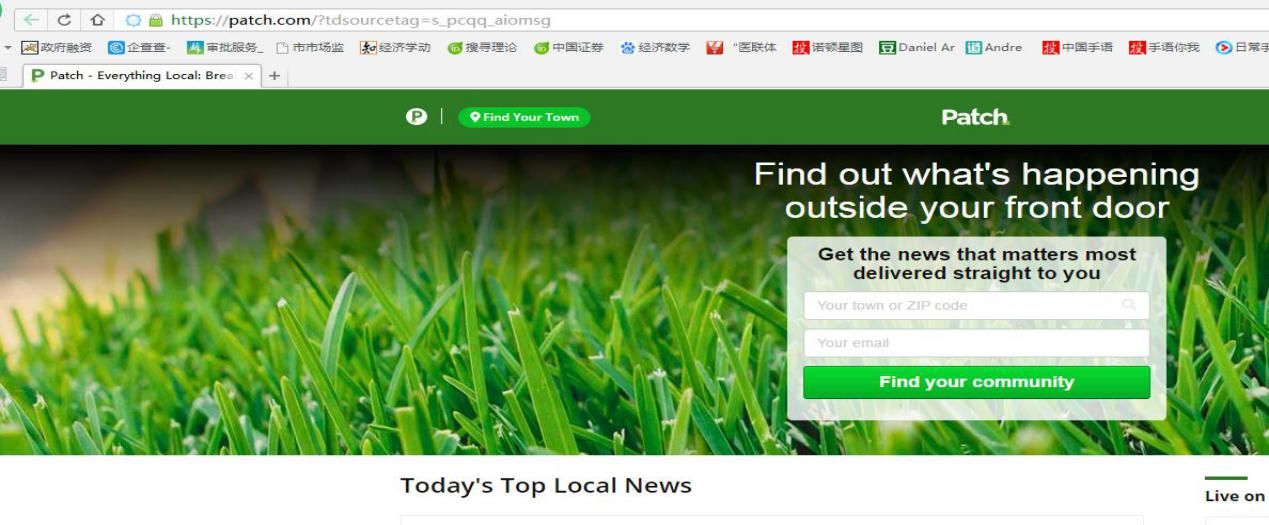 https://patch.com/?tdsourcetag=s_pcqq_aiomsg
政府融资 企查查- 审批服务_ 市市场监 经济学动 搜寻理论 中国证券 经济数学 "医联体 诺顿星图 Daniel Ar Andre 中国手语 手语你我 日常手
Patch - Everything Local: Brea
P Find Your Town Patch
Find out what's happening
outside your front door
Get the news that matters most
delivered straight to you
Your town or ZIP code
Your email
Find your community
Today's Top Local News
Live on